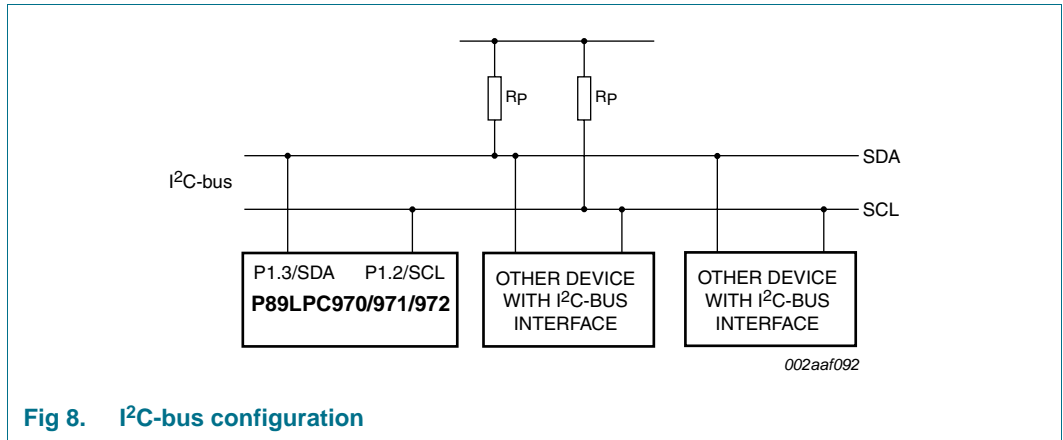 RP RP
SDA
I2C-bus
SCL
P1.3/SDA P1.2/SCL
P89LPC970/971/972
OTHER DEVICE
WITH I2C-BUS
INTERFACE
OTHER DEVICE
WITH I2C-BUS
INTERFACE
002aaf092
Fig 8. I2C-bus configuration